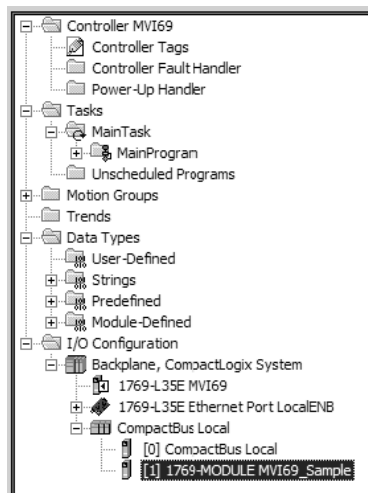 Controller MVI69
Controller Tags
Controller Fault Handler
Power-Up Handler
Tasks
MainTask
MainProgran
Unscheduled Programs
Motion Groups
Trends
Data Types
User-Defined
Strings
Predefined
Module-Defined
I/O Configuration
Backplane, CompactLogix System
1769-L35E MVI69
1769-L35E Ethernet Port LocalENB
CompactBus Local
[0] CompactBus Local
[1] 1769-MODULE MVI69_Sample